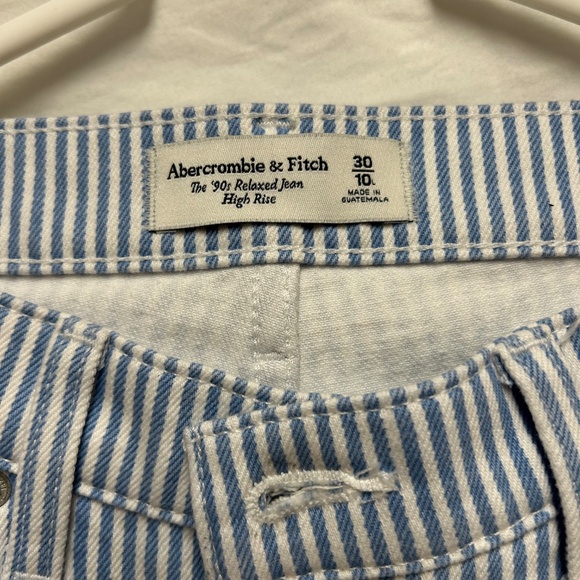 Abercrombie & Fitch
The '90s Relaxed Jean
High Rise
30
10L
MADE IN
GUATEMALA